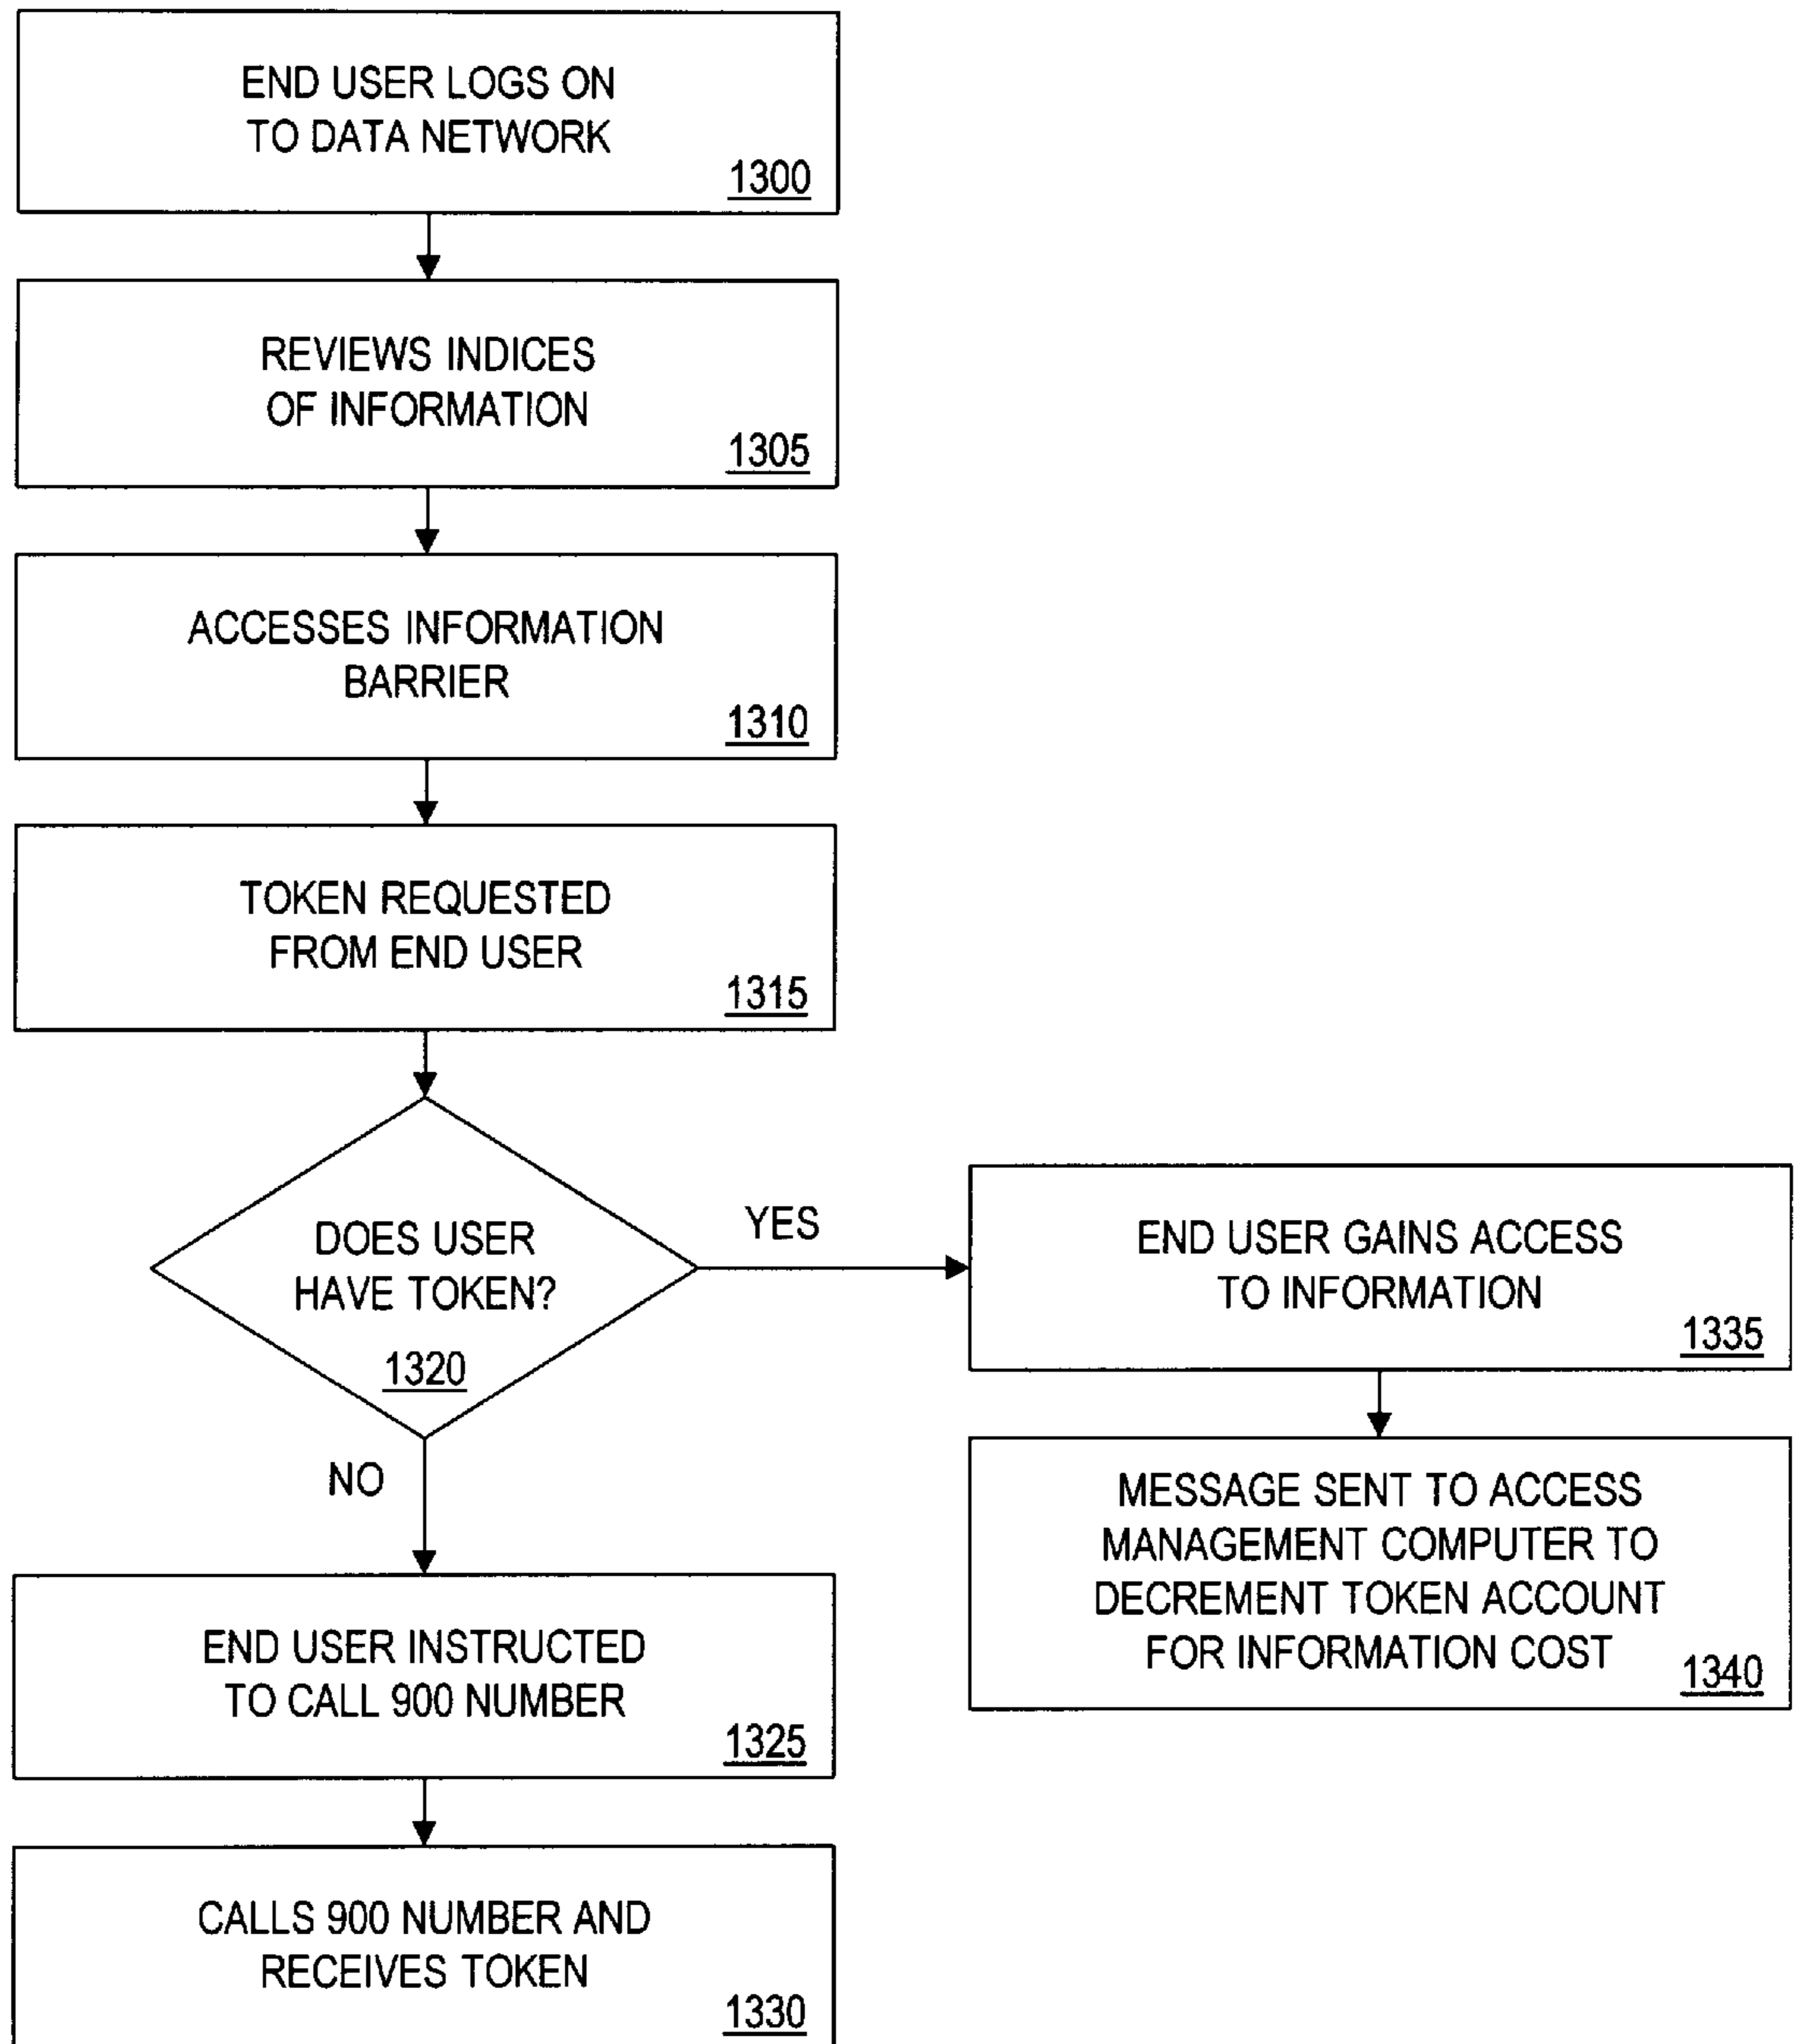 END USER LOGS ON
TO DATA NETWORK
1300
REVIEWS INDICES
OF INFORMATION
1305
ACCESSES INFORMATION
BARRIER
1310
TOKEN REQUESTED
FROM END USER
1315
DOES USER
HAVE TOKEN?
1320
YES
END USER GAINS ACCESS
TO INFORMATION
1335
MESSAGE SENT TO ACCESS
MANAGEMENT COMPUTER TO
DECREMENT TOKEN ACCOUNT
FOR INFORMATION COST
1340
NO
END USER INSTRUCTED
TO CALL 900 NUMBER
1325
CALLS 900 NUMBER AND
RECEIVES TOKEN
1330